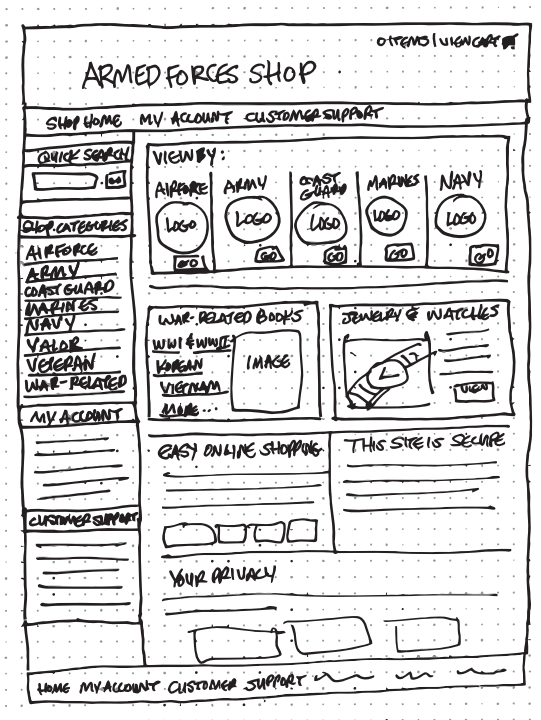 0 ITEMS | VIEW CART
ARMED FORCES SHOP
SHOP HOME MY ACCOUNT CUSTOMER SUPPORT
QUICK SEARCH
GO
SHOP CATEGORIES
AIRFORCE
ARMY
COAST GUARD
MARINES
NAVY
VALOR
VETERAN
WAR-RELATED
MY ACCOUNT
CUSTOMER SUPPORT
VIEW BY:
AIRFORCE
LOGO
GO
ARMY
LOGO
GO
COAST
GUARD
LOGO
GO
MARINES
LOGO
GO
NAVY
LOGO
GO
WAR-RELATED BOOKS
WWI & WWII
KOREAN
VIETNAM
MORE...
IMAGE
JEWELRY & WATCHES
VIEW
EASY ONLINE SHOPPING
THIS SITE IS SECURE
YOUR PRIVACY
HOME MY ACCOUNT CUSTOMER SUPPORT